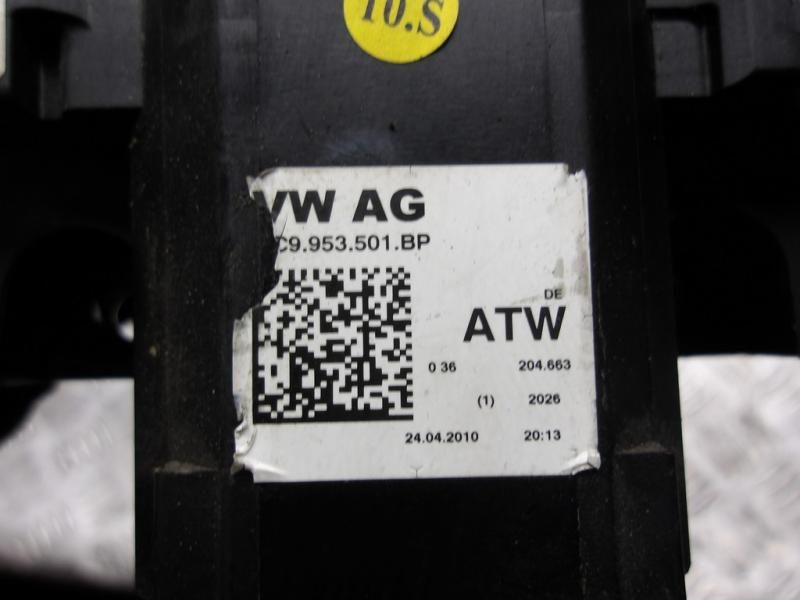 10.S
VW AG
C9.953.501.BP
DE
ATW
0 36 204.663
(1) 2026
24.04.2010 20:13